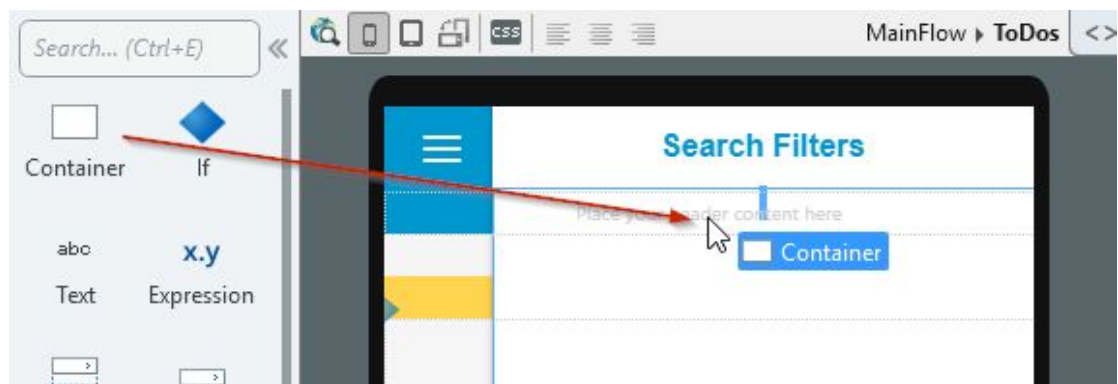 Search... (Ctrl+E)
css
MainFlow ToDos
Container
If
Search Filters
Place your header content here
Container
abc
x.y
Text
Expression